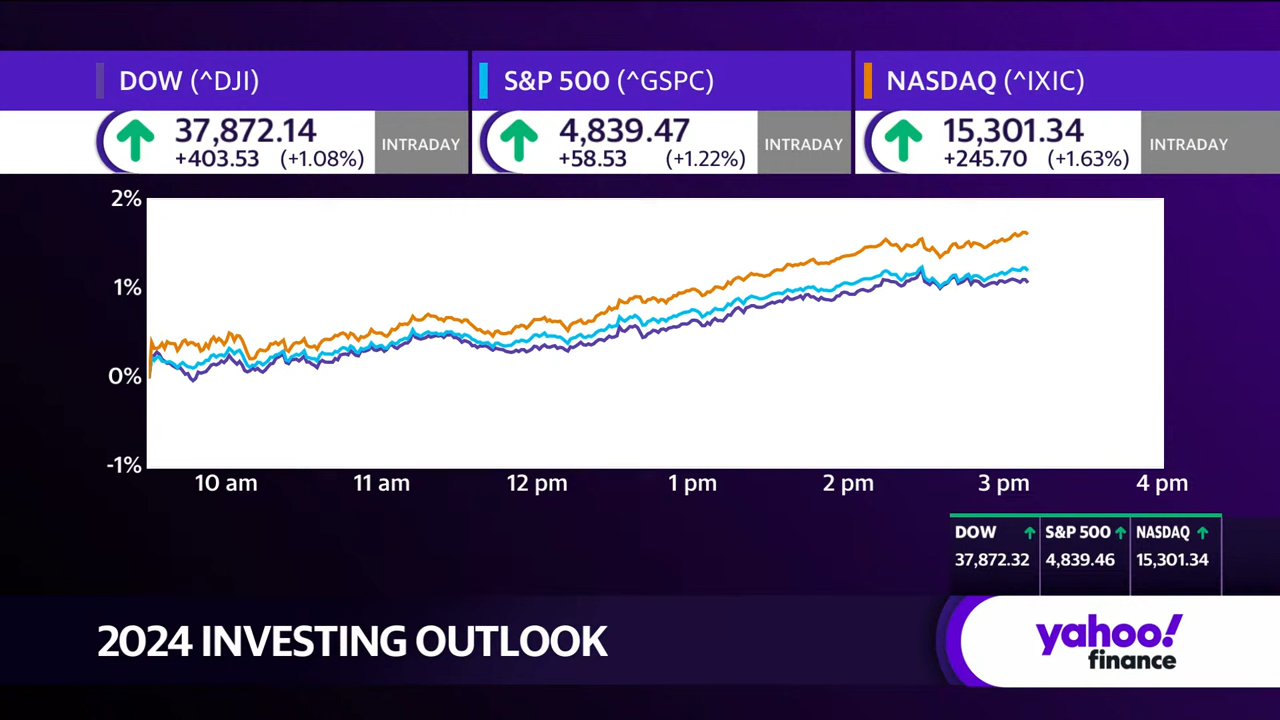 DOW (^DJI)
37,872.14
+403.53 (+1.08%)
INTRADAY
S&P 500 (^GSPC)
4,839.47
+58.53 (+1.22%)
INTRADAY
NASDAQ (^IXIC)
15,301.34
+245.70 (+1.63%)
INTRADAY
2%
1%
0%
-1%
10 am 11 am 12 pm 1 pm 2 pm 3 pm 4 pm
DOW S&P 500 NASDAQ
37,872.32 4,839.46 15,301.34
2024 INVESTING OUTLOOK
yahoo!
finance